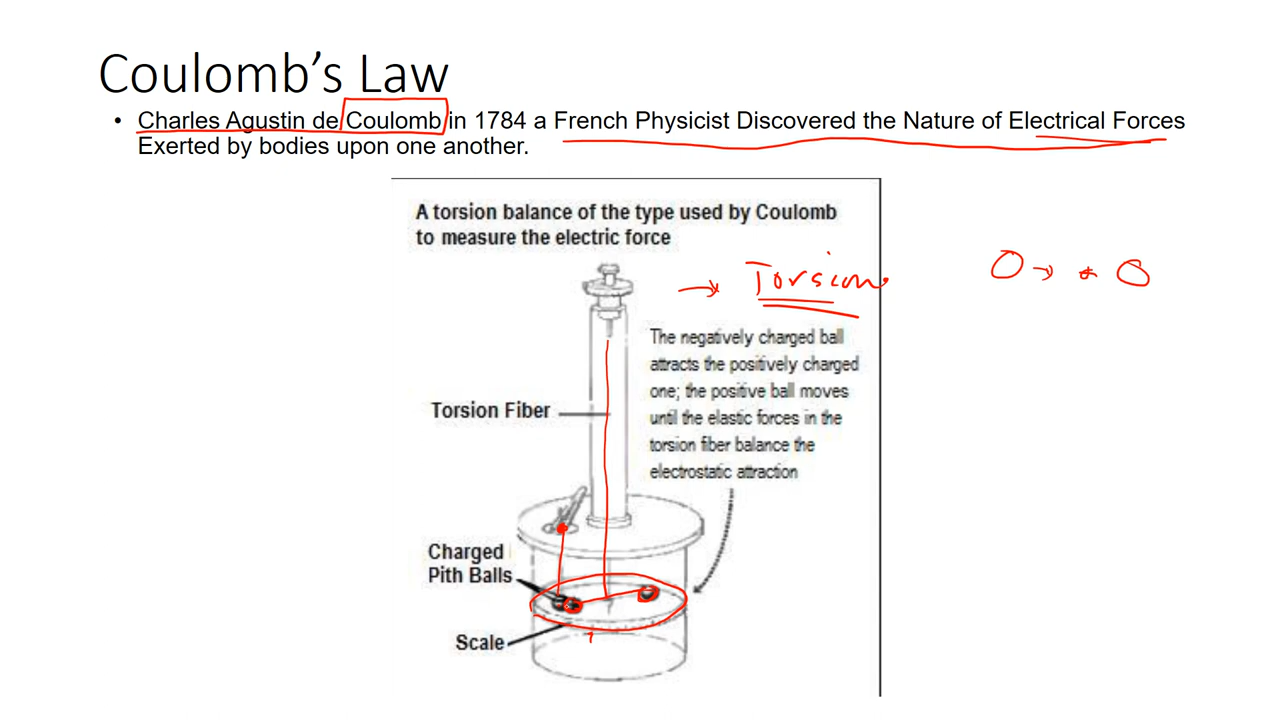 Coulomb's Law
• Charles Agustin de Coulomb in 1784 a French Physicist Discovered the Nature of Electrical Forces
Exerted by bodies upon one another.
A torsion balance of the type used by Coulomb
to measure the electric force
→ Torsion
The negatively charged ball
attracts the positively charged
one; the positive ball moves
until the elastic forces in the
torsion fiber balance the
electrostatic attraction
Torsion Fiber
Charged
Pith Balls
Scale